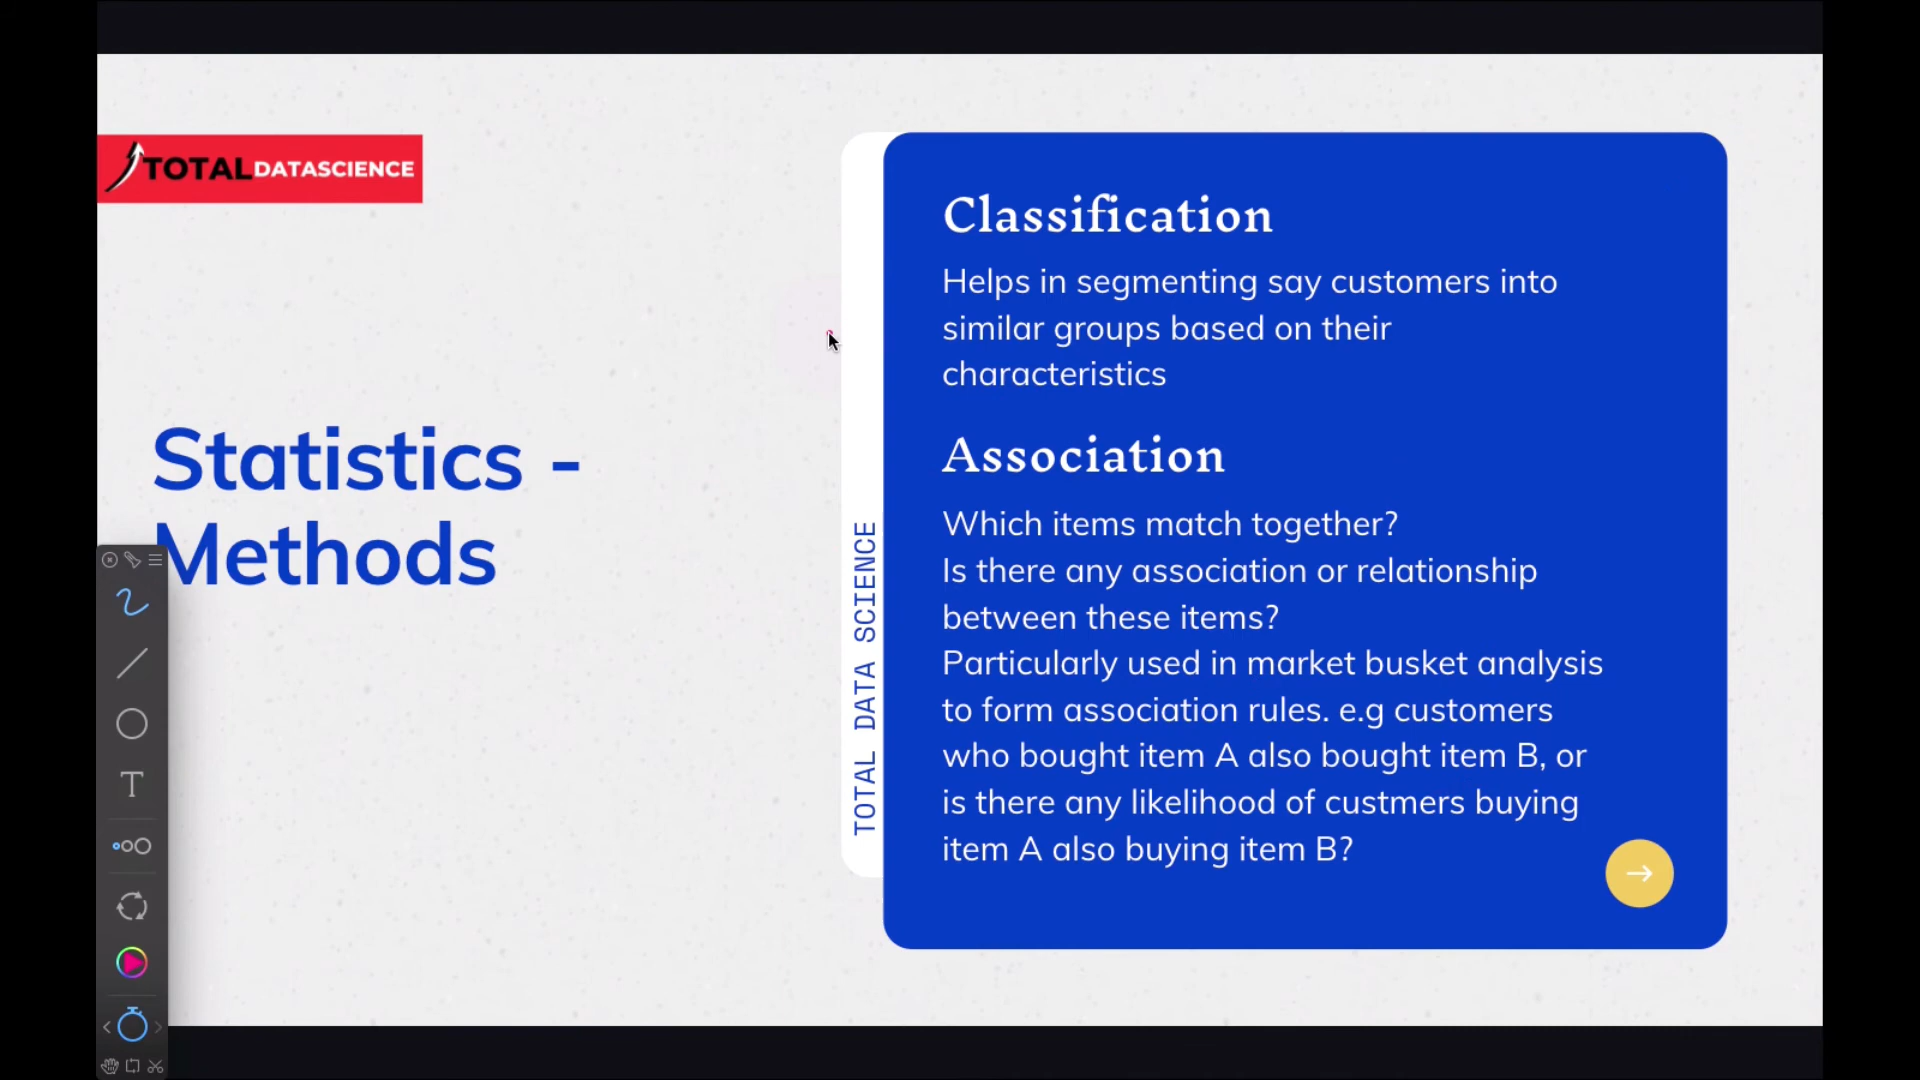 TOTAL DATASCIENCE
Statistics -
Methods
TOTAL DATA SCIENCE
Classification
Helps in segmenting say customers into
similar groups based on their
characteristics
Association
Which items match together?
Is there any association or relationship
between these items?
Particularly used in market busket analysis
to form association rules. e.g customers
who bought item A also bought item B, or
is there any likelihood of custmers buying
item A also buying item B?
T